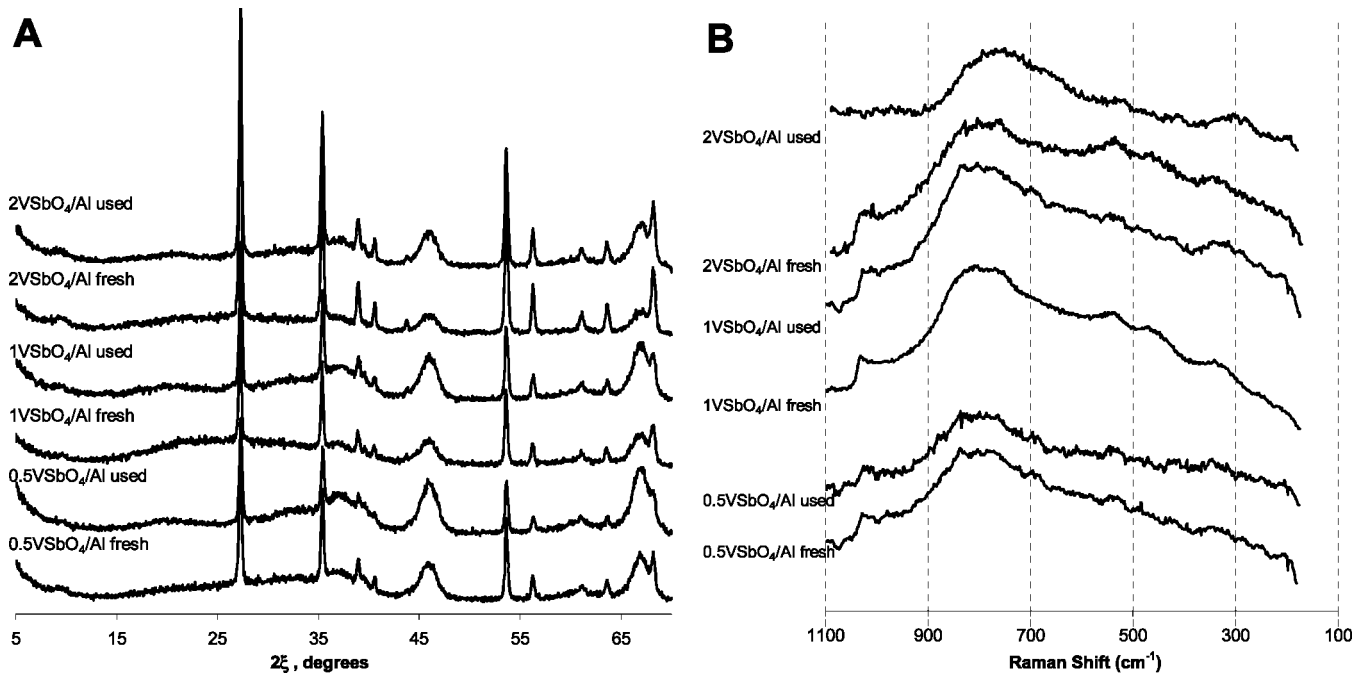 A
2VSbO₄/Al used
2VSbO₄/Al fresh
1VSbO₄/Al used
1VSbO₄/Al fresh
0.5VSbO₄/Al used
0.5VSbO₄/Al fresh
5 15 25 35 45 55 65
2ξ , degrees
B
2VSbO₄/Al used
2VSbO₄/Al fresh
1VSbO₄/Al used
1VSbO₄/Al fresh
0.5VSbO₄/Al used
0.5VSbO₄/Al fresh
1100 900 700 500 300 100
Raman Shift (cm⁻¹)